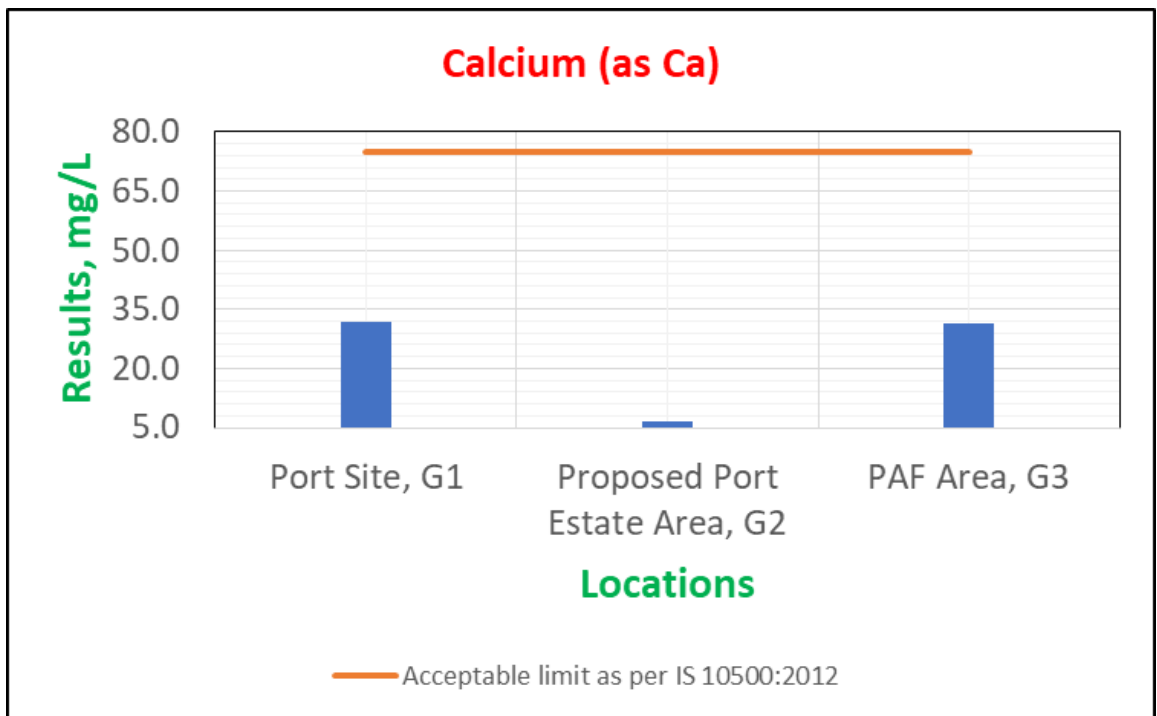 Calcium (as Ca)
Results, mg/L
80.0
65.0
50.0
35.0
20.0
5.0
Port Site, G1
Proposed Port
Estate Area, G2
PAF Area, G3
Locations
Acceptable limit as per IS 10500:2012